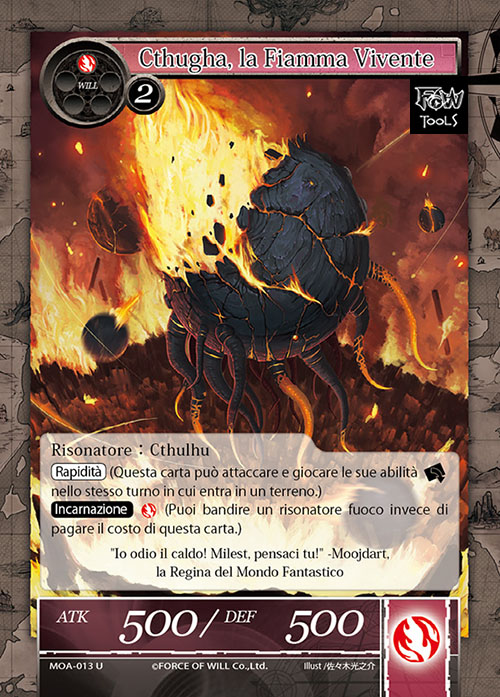 Cthugha, la Fiamma Vivente
WILL
2
FōW
TOOLS
Risonatore : Cthulhu
Rapidità (Questa carta può attaccare e giocare le sue abilità
nello stesso turno in cui entra in un terreno.)
Incarnazione (Puoi bandire un risonatore fuoco invece di
pagare il costo di questa carta.)
"Io odio il caldo! Milest, pensaci tu!" -Moojdart,
la Regina del Mondo Fantastico
ATK 500 / DEF 500
MOA-013 U ©FORCE OF WILL Co.,Ltd. Illust /佐々木光之介